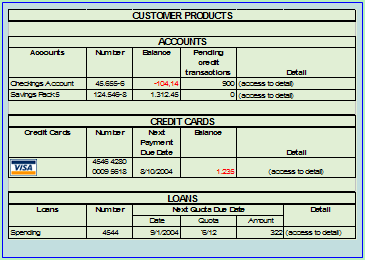 CUSTOMER PRODUCTS
ACCOUNTS
Accounts Number Balance Pending credit transactions Detail
Checkings Account 45.655-6 -104,14 900 (access to detail)
Savings Pack5 124.546-8 1.312.45 0 (access to detail)
CREDIT CARDS
Credit Cards Number Next Payment Due Date Balance Detail
VISA 4546 4280 0009 5518 8/10/2004 1.235 (access to detail)
LOANS
Loans Number Next Quota Due Date Detail
Date Quota Amount
Spending 4544 9/1/2004 '5/12 322 (access to detail)